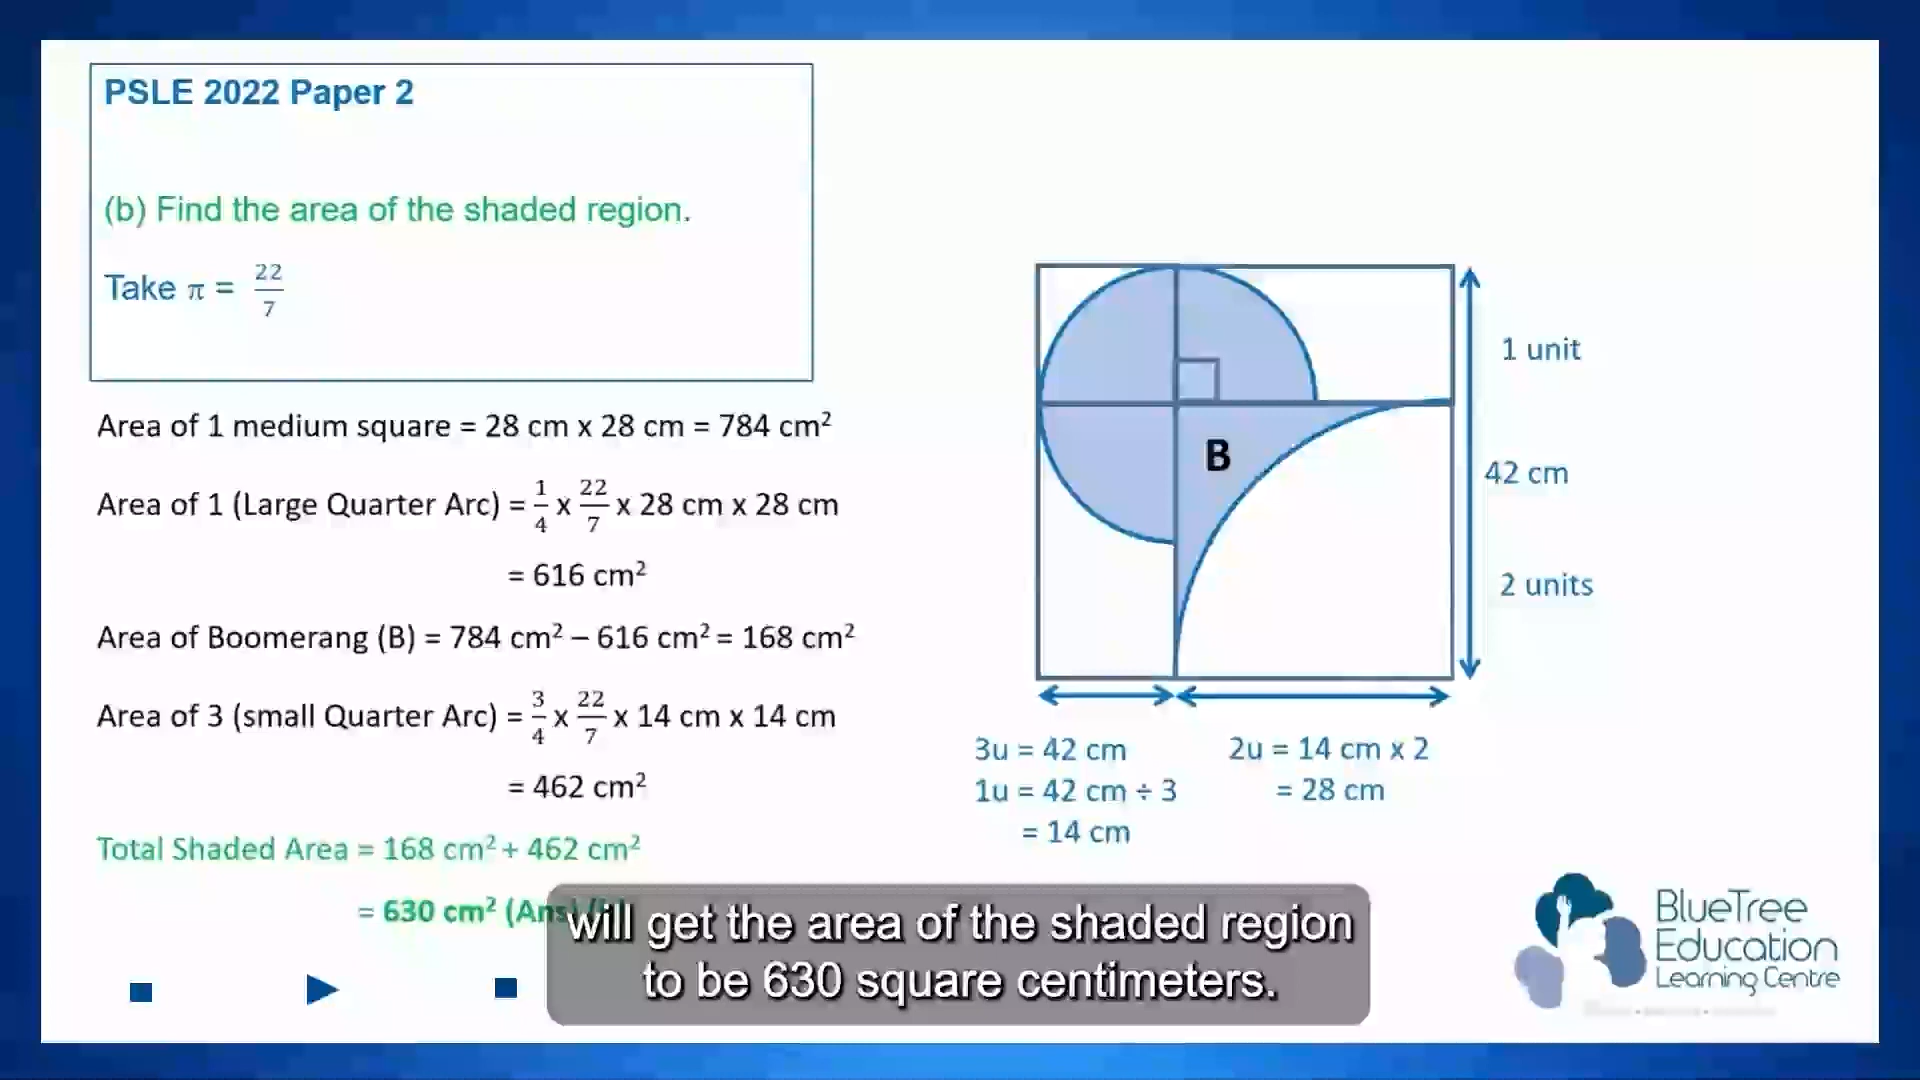 PSLE 2022 Paper 2
(b) Find the area of the shaded region.
Take π = 22/7
Area of 1 medium square = 28 cm x 28 cm = 784 cm²
Area of 1 (Large Quarter Arc) = 1/4 x 22/7 x 28 cm x 28 cm
= 616 cm²
Area of Boomerang (B) = 784 cm² – 616 cm² = 168 cm²
Area of 3 (small Quarter Arc) = 3/4 x 22/7 x 14 cm x 14 cm
= 462 cm²
Total Shaded Area = 168 cm² + 462 cm²
= 630 cm² (Ans)
B
1 unit
42 cm
2 units
3u = 42 cm
1u = 42 cm ÷ 3
= 14 cm
2u = 14 cm x 2
= 28 cm
will get the area of the shaded region
to be 630 square centimeters.
BlueTree
Education
Learning Centre